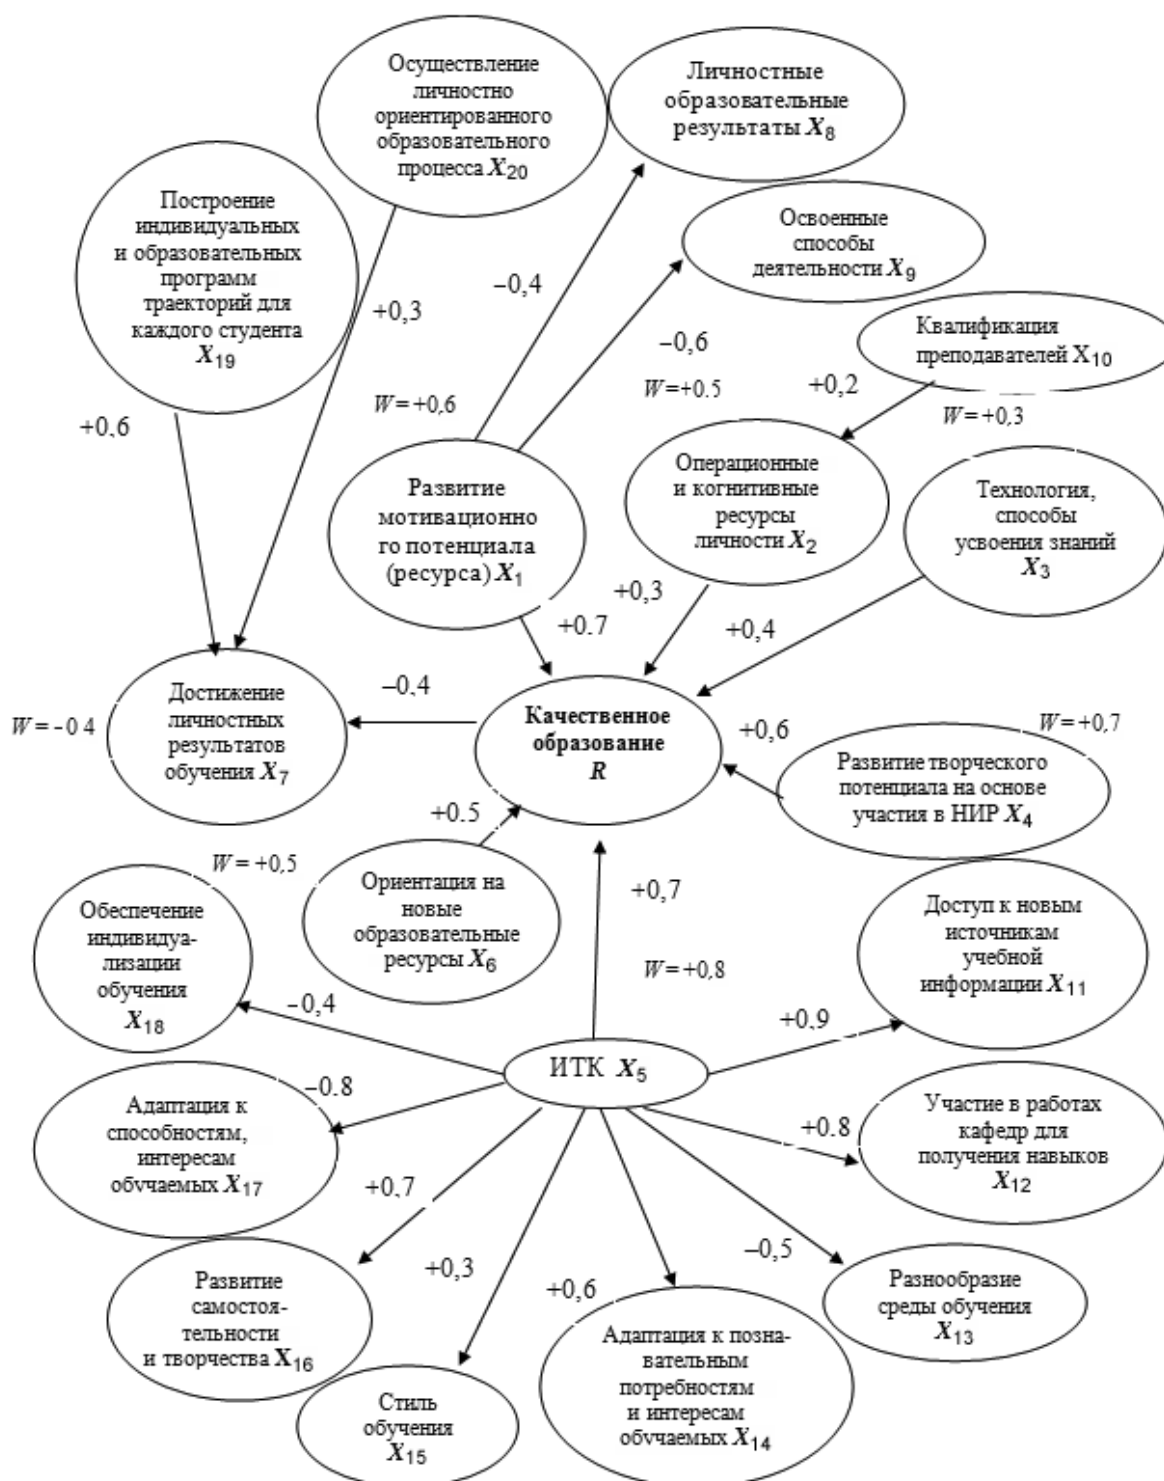 Осуществление
личностно
ориентированного
образовательного
процесса X20
Личностные
образовательные
результаты X8
Построение
индивидуальных
и образовательных
программ
траекторий для
каждого студента
X19
Освоенные
способы
деятельности X9
–0,4
+0,3
–0,6
Квалификация
преподавателей X10
W = +0,6
W = +0.5
+0,2
W = +0,3
+0,6
Развитие
мотивационно
го потенциала
(ресурса) X1
Операционные
и когнитивные
ресурсы
личности X2
Технология,
способы
усвоения знаний
X3
+0,3
+0.7
+0,4
Достижение
личностных
результатов
обучения X7
W = –0 4
–0,4
Качественное
образование
R
+0,6
W = +0,7
Развитие творческого
потенциала на основе
участия в НИР X4
+0.5
W = +0,5
Ориентация на
новые
образовательные
ресурсы X6
+0,7
W = +0,8
Обеспечение
индивидуа-
лизации
обучения
X18
Доступ к новым
источникам
учебной
информации X11
–0,4
+0,9
ИТК X5
–0.8
Адаптация к
способностям,
интересам
обучаемых X17
+0.8
Участие в работах
кафедр для
получения навыков
X12
+0,7
+0,3
+0,6
–0,5
Развитие
самостоя-
тельности
и творчества X16
Разнообразие
среды обучения
X13
Стиль
обучения
X15
Адаптация к позна-
вательным
потребностям
и интересам
обучаемых X14